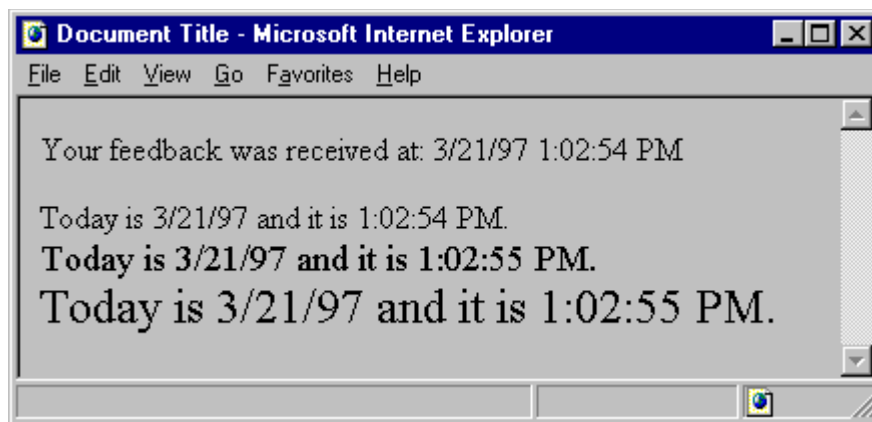 Document Title - Microsoft Internet Explorer
File Edit View Go Favorites Help
Your feedback was received at: 3/21/97 1:02:54 PM
Today is 3/21/97 and it is 1:02:54 PM.
Today is 3/21/97 and it is 1:02:55 PM.
Today is 3/21/97 and it is 1:02:55 PM.